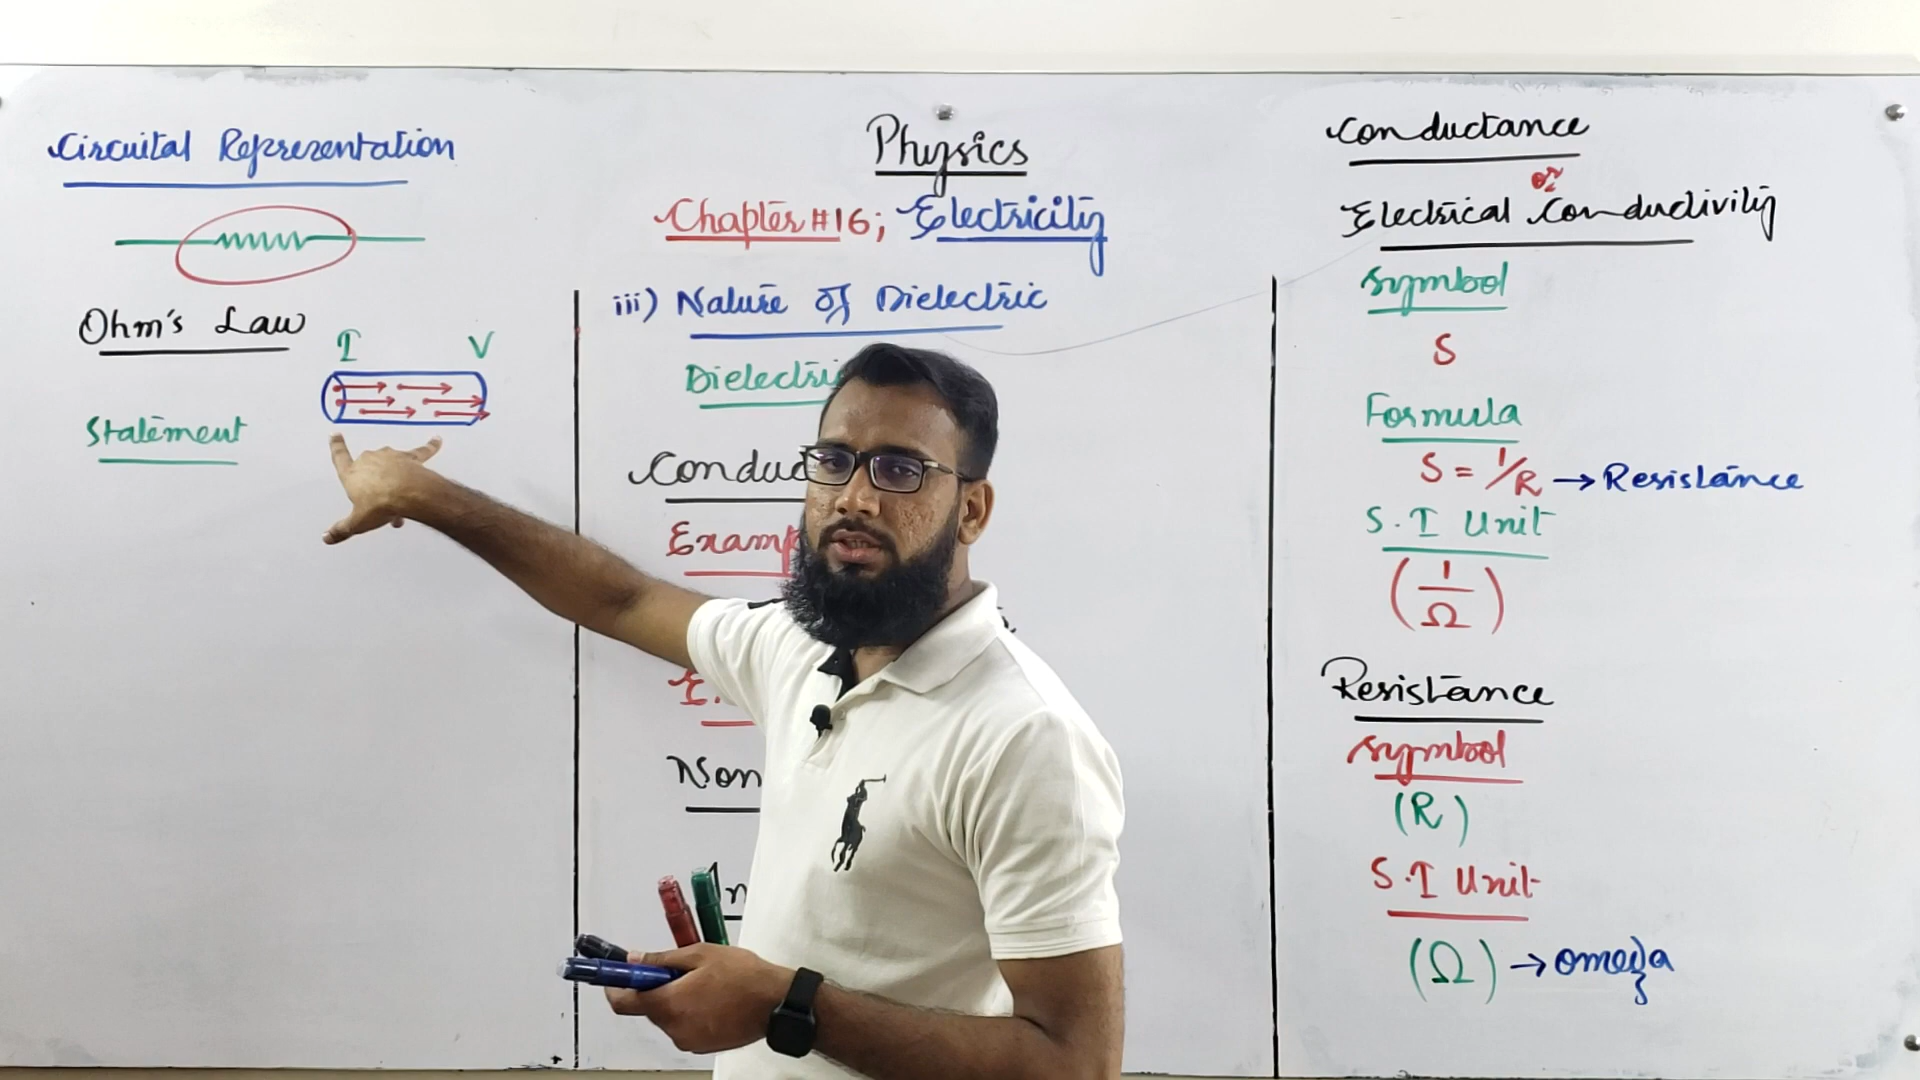 Circuital Representation
Ohm's Law
I V
Statement
Physics
Chapter #16; Electricity
iii) Nature Of Dielectric
Conductance
or
Electrical Conductivity
Symbol
S
Formula
S = 1/R → Resistance
S.I Unit
(1/Ω)
Resistance
Symbol
(R)
S.I Unit
(Ω) → omega